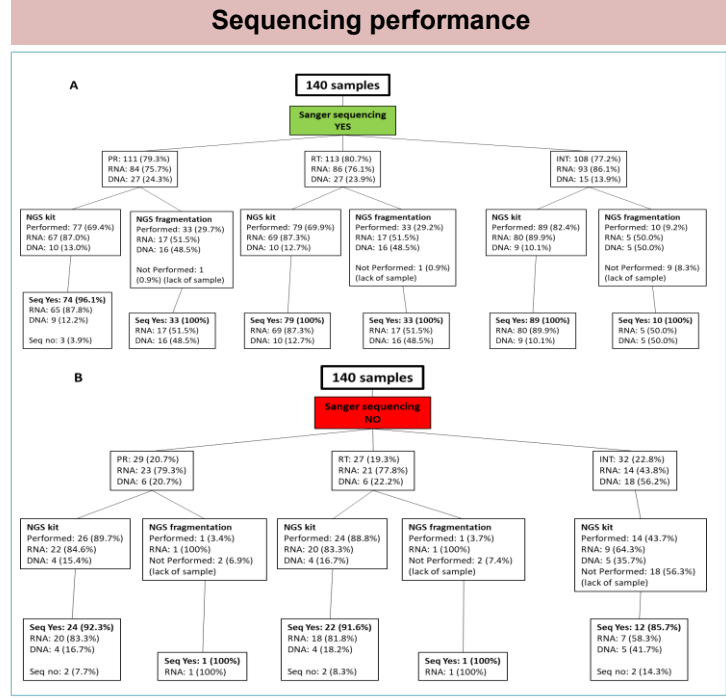 Sequencing performance
A
140 samples
Sanger sequencing
YES
PR: 111 (79.3%)
RNA: 84 (75.7%)
DNA: 27 (24.3%)
RT: 113 (80.7%)
RNA: 86 (76.1%)
DNA: 27 (23.9%)
INT: 108 (77.2%)
RNA: 93 (86.1%)
DNA: 15 (13.9%)
NGS kit
Performed: 77 (69.4%)
RNA: 67 (87.0%)
DNA: 10 (13.0%)
NGS fragmentation
Performed: 33 (29.7%)
RNA: 17 (51.5%)
DNA: 16 (48.5%)
Not Performed: 1
(0.9%) (lack of sample)
NGS kit
Performed: 79 (69.9%)
RNA: 69 (87.3%)
DNA: 10 (12.7%)
NGS fragmentation
Performed: 33 (29.2%)
RNA: 17 (51.5%)
DNA: 16 (48.5%)
Not Performed: 1 (0.9%)
(lack of sample)
NGS kit
Performed: 89 (82.4%)
RNA: 80 (89.9%)
DNA: 9 (10.1%)
NGS fragmentation
Performed: 10 (9.2%)
RNA: 5 (50.0%)
DNA: 5 (50.0%)
Not Performed: 9 (8.3%)
(lack of sample)
Seq Yes: 74 (96.1%)
RNA: 65 (87.8%)
DNA: 9 (12.2%)
Seq no: 3 (3.9%)
Seq Yes: 33 (100%)
RNA: 17 (51.5%)
DNA: 16 (48.5%)
Seq Yes: 79 (100%)
RNA: 69 (87.3%)
DNA: 10 (12.7%)
Seq Yes: 33 (100%)
RNA: 17 (51.5%)
DNA: 16 (48.5%)
Seq Yes: 89 (100%)
RNA: 80 (89.9%)
DNA: 9 (10.1%)
Seq Yes: 10 (100%)
RNA: 5 (50.0%)
DNA: 5 (50.0%)
B
140 samples
Sanger sequencing
NO
PR: 29 (20.7%)
RNA: 23 (79.3%)
DNA: 6 (20.7%)
RT: 27 (19.3%)
RNA: 21 (77.8%)
DNA: 6 (22.2%)
INT: 32 (22.8%)
RNA: 14 (43.8%)
DNA: 18 (56.2%)
NGS kit
Performed: 26 (89.7%)
RNA: 22 (84.6%)
DNA: 4 (15.4%)
NGS fragmentation
Performed: 1 (3.4%)
RNA: 1 (100%)
Not Performed: 2 (6.9%)
(lack of sample)
NGS kit
Performed: 24 (88.8%)
RNA: 20 (83.3%)
DNA: 4 (16.7%)
NGS fragmentation
Performed: 1 (3.7%)
RNA: 1 (100%)
Not Performed: 2 (7.4%)
(lack of sample)
NGS kit
Performed: 14 (43.7%)
RNA: 9 (64.3%)
DNA: 5 (35.7%)
Not Performed: 18 (56.3%)
(lack of sample)
Seq Yes: 24 (92.3%)
RNA: 20 (83.3%)
DNA: 4 (16.7%)
Seq no: 2 (7.7%)
Seq Yes: 1 (100%)
RNA: 1 (100%)
Seq Yes: 22 (91.6%)
RNA: 18 (81.8%)
DNA: 4 (18.2%)
Seq no: 2 (8.3%)
Seq Yes: 1 (100%)
RNA: 1 (100%)
Seq Yes: 12 (85.7%)
RNA: 7 (58.3%)
DNA: 5 (41.7%)
Seq no: 2 (14.3%)